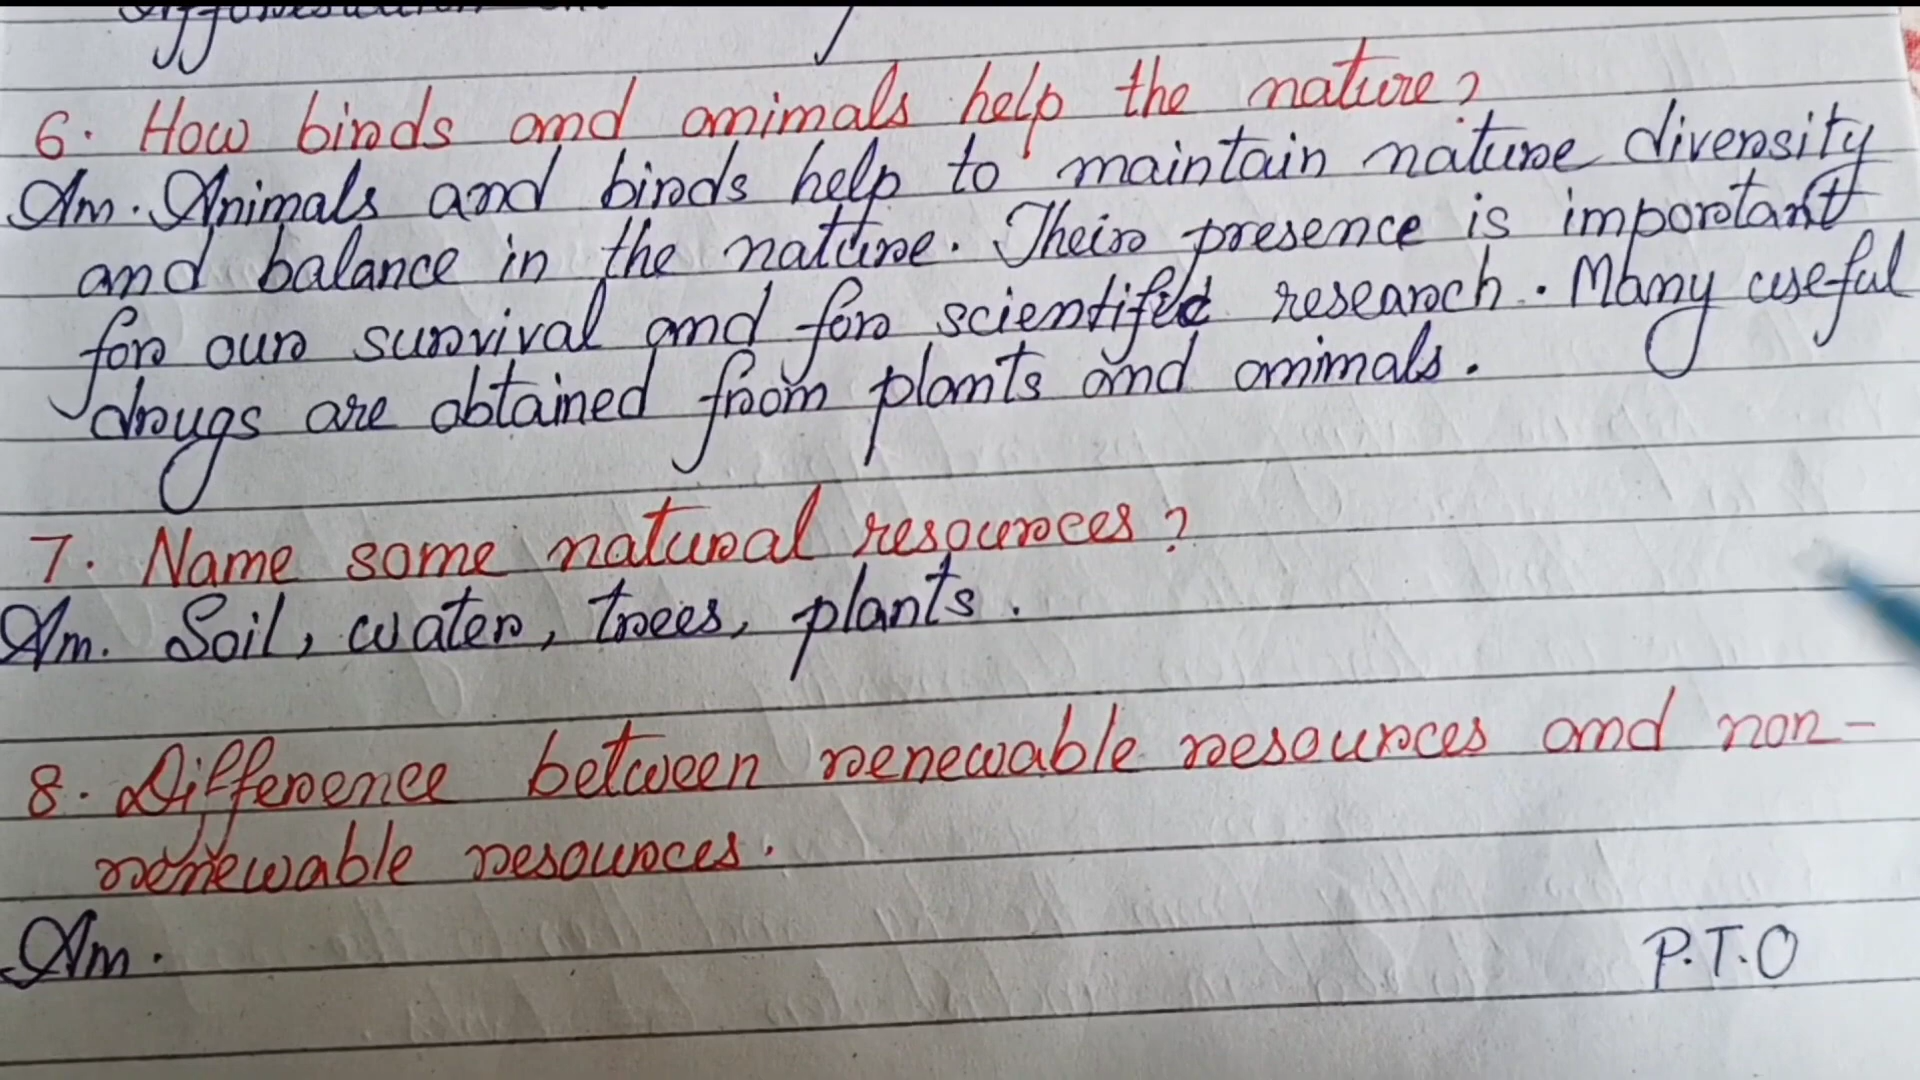 6. How birds and animals help the nature?
Ans. Animals and birds help to maintain nature diversity
and balance in the nature. Their presence is important
for our survival and for scientific research. Many useful
drugs are obtained from plants and animals.
7. Name some natural resources?
Ans. Soil, water, trees, plants.
8. Difference between renewable resources and non-
renewable resources.
Ans.
P.T.O